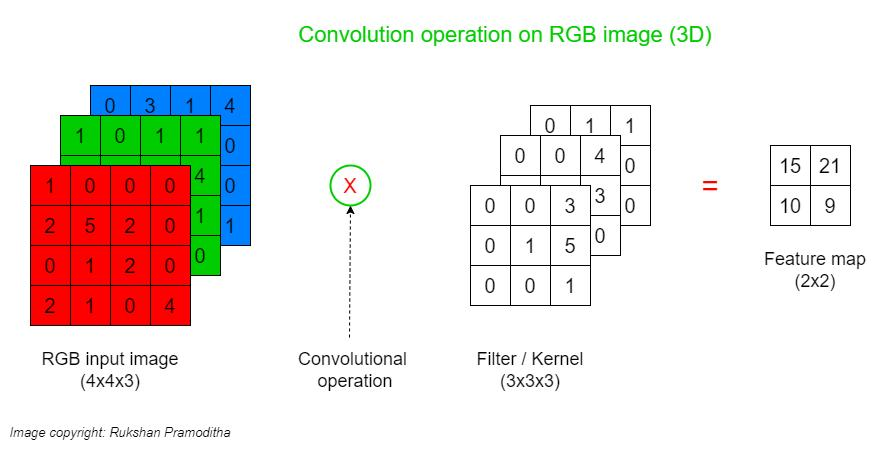 Convolution operation on RGB image (3D)
0 3 1 4
0
0
1
1 0 1 1
4
1
0
1 0 0 0
2 5 2 0
0 1 2 0
2 1 0 4
X
0 1 1
0
0
0 0 4
3
0
0 0 3
0 1 5
0 0 1
=
15 21
10 9
Feature map
(2x2)
RGB input image
(4x4x3)
Convolutional
operation
Filter / Kernel
(3x3x3)
Image copyright: Rukshan Pramoditha